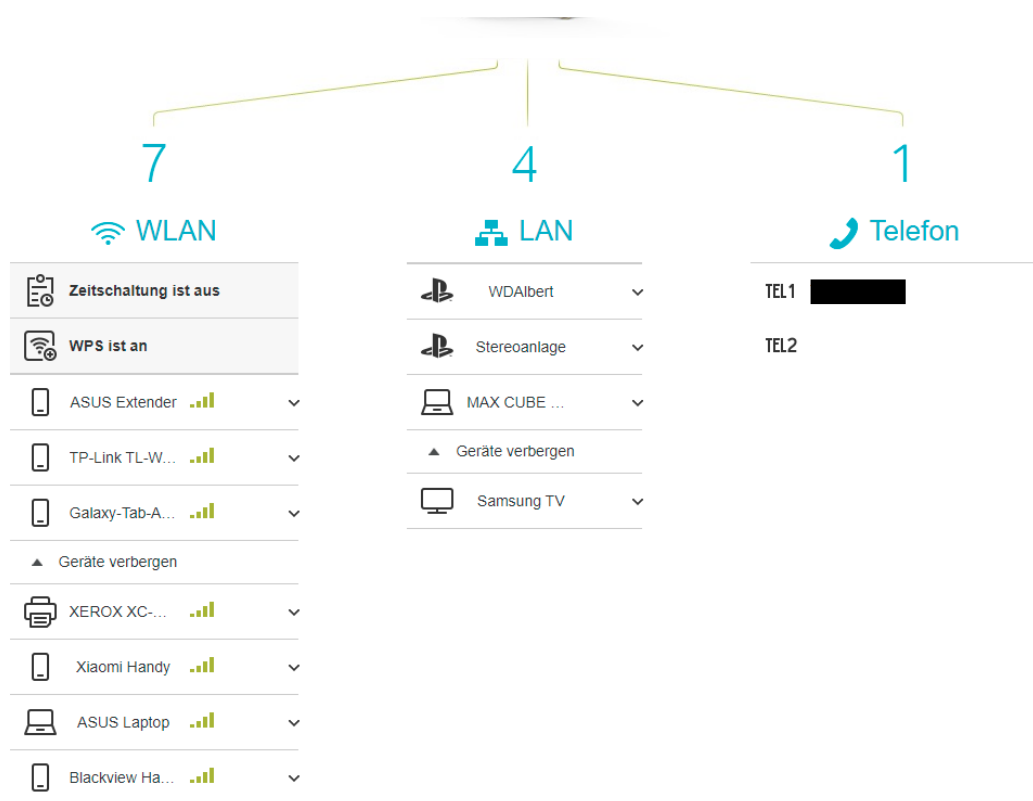 7
WLAN
Zeitschaltung ist aus
WPS ist an
ASUS Extender
TP-Link TL-W...
Galaxy-Tab-A...
Geräte verbergen
XEROX XC-...
Xiaomi Handy
ASUS Laptop
Blackview Ha...
4
LAN
WDAlbert
Stereoanlage
MAX CUBE ...
Geräte verbergen
Samsung TV
1
Telefon
TEL1
TEL2